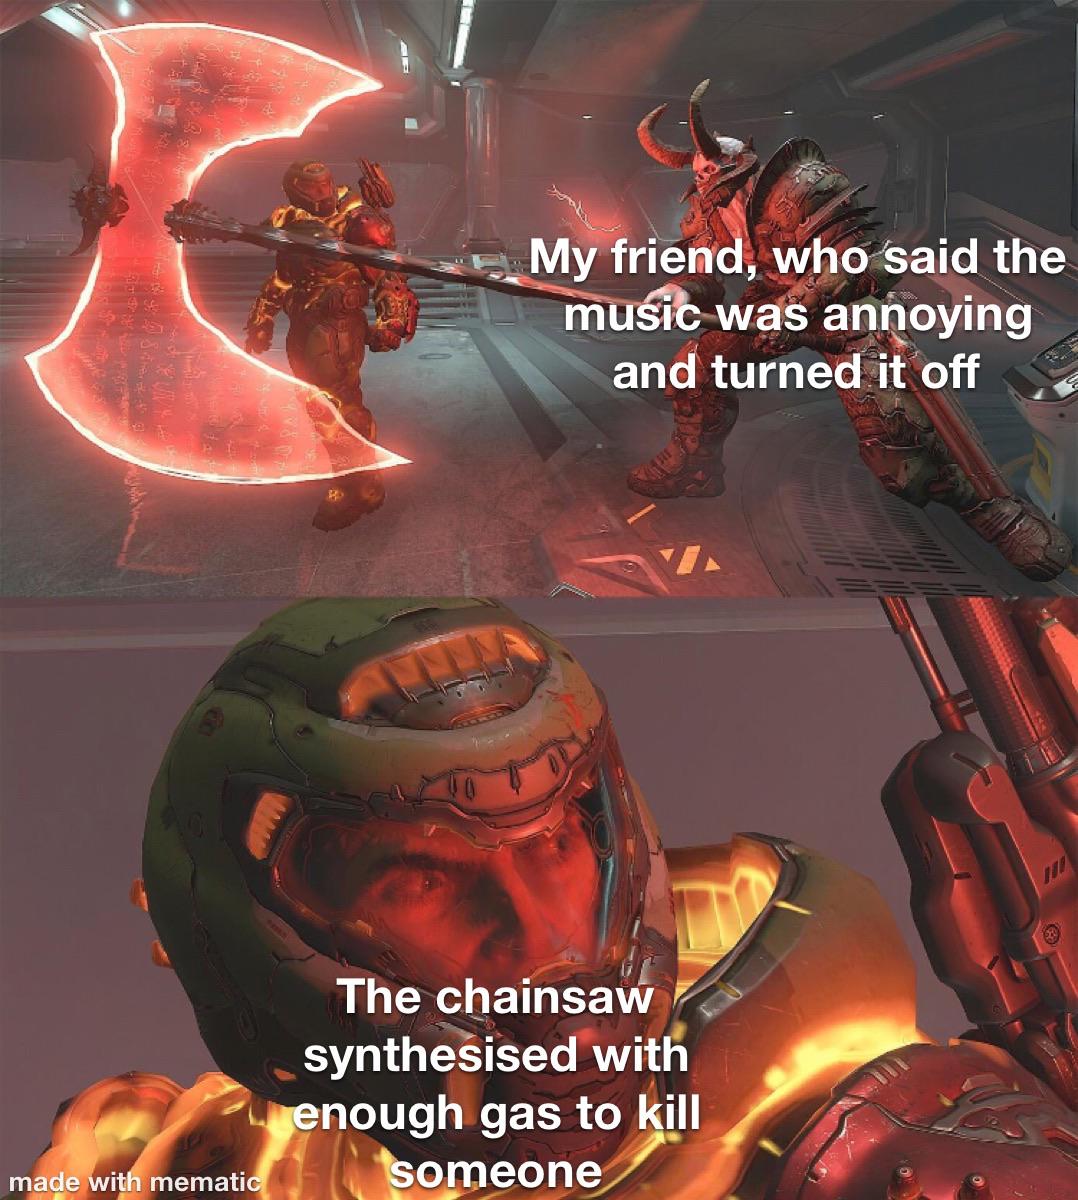 My friend, who said the
music was annoying
and turned it off
The chainsaw
synthesised with
enough gas to kill
someone
made with mematic